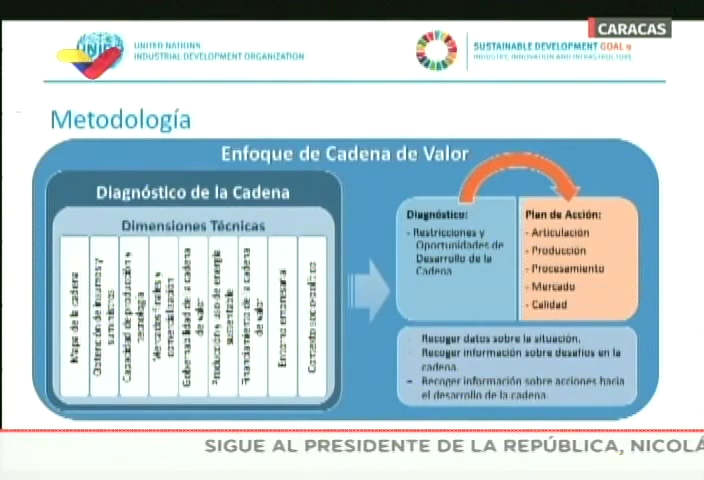 CARACAS
UNIDO
UNITED NATIONS
INDUSTRIAL DEVELOPMENT ORGANIZATION
SUSTAINABLE DEVELOPMENT GOAL 9
INDUSTRY, INNOVATION AND INFRASTRUCTURE
Metodología
Enfoque de Cadena de Valor
Diagnóstico de la Cadena
Dimensiones Técnicas
Mapa de la cadena
Obtención de insumos y
suministros
Capacidad de producción y
tecnología
Mercados finales y
comercialización
Gobernabilidad de la cadena
de valor
Producción y uso de energía
sustentable
Financiamiento de la cadena
de valor
Entorno empresarial
Contexto socio-político
Diagnóstico:
- Restricciones y
Oportunidades de
Desarrollo de la
Cadena
Plan de Acción:
- Articulación
- Producción
- Procesamiento
- Mercado
- Calidad
- Recoger datos sobre la situación.
- Recoger información sobre desafíos en la
cadena.
- Recoger información sobre acciones hacia
el desarrollo de la cadena.
SIGUE AL PRESIDENTE DE LA REPÚBLICA, NICOLÁ